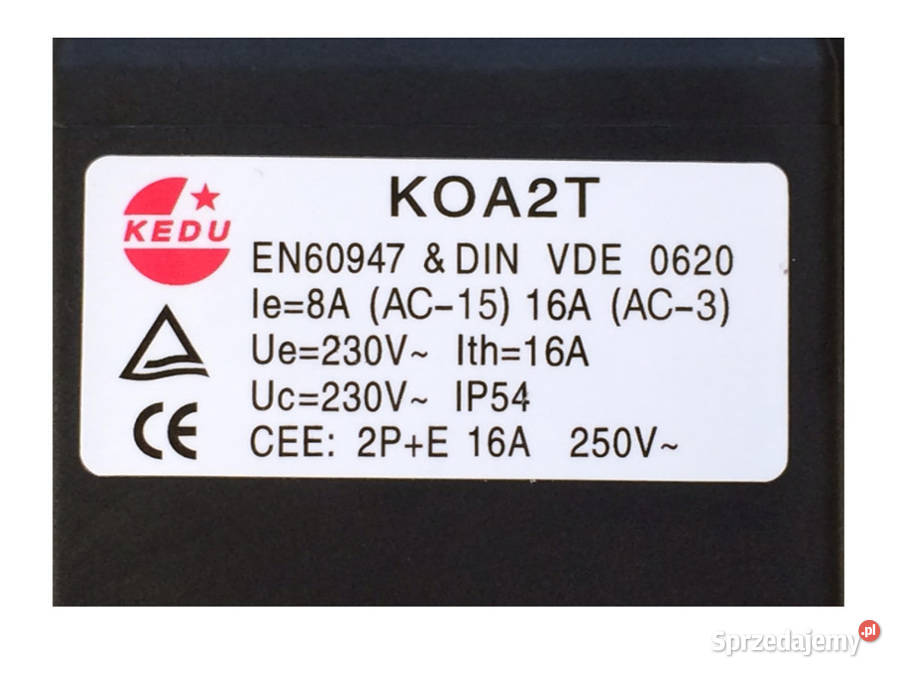 KOA2T
KEDU
EN60947 & DIN VDE 0620
Ie=8A (AC-15) 16A (AC-3)
Ue=230V~ Ith=16A
Uc=230V~ IP54
CE
CEE: 2P+E 16A 250V~
Sprzedajemy.pl